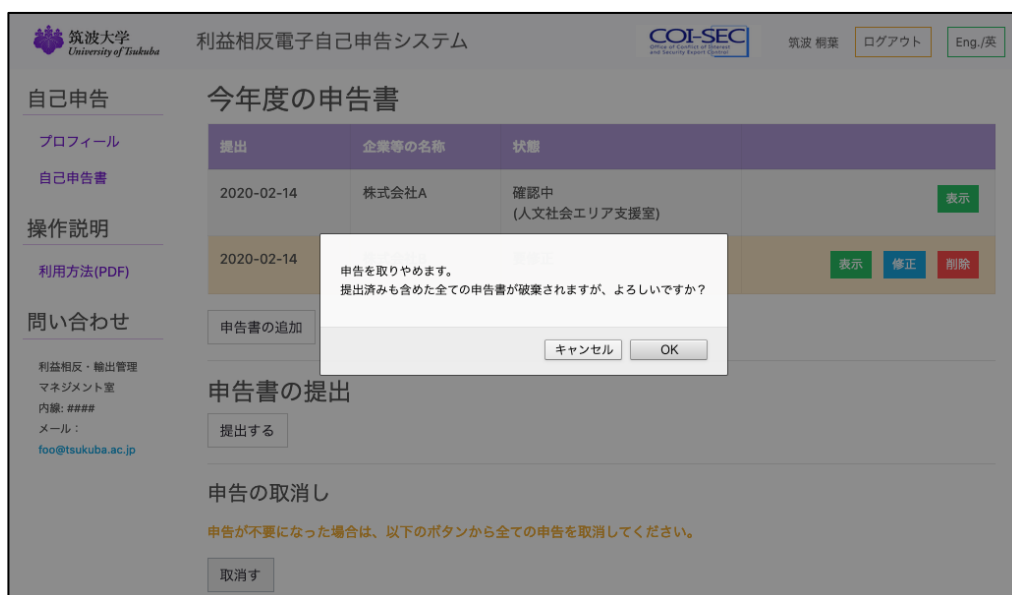 筑波大学
University of Tsukuba
利益相反電子自己申告システム
COI-SEC
Office of Conflict of Interest
and Security Export Control
筑波 桐葉
ログアウト
Eng./英
自己申告
プロフィール
自己申告書
操作説明
利用方法(PDF)
問い合わせ
利益相反・輸出管理
マネジメント室
内線: ####
メール：
foo@tsukuba.ac.jp
今年度の申告書
提出 企業等の名称 状態
2020-02-14 株式会社A 確認中
(人文社会エリア支援室)
表示
2020-02-14
表示 修正 削除
申告を取りやめます。
提出済みも含めた全ての申告書が破棄されますが、よろしいですか？
キャンセル OK
申告書の追加
申告書の提出
提出する
申告の取消し
申告が不要になった場合は、以下のボタンから全ての申告を取消してください。
取消す